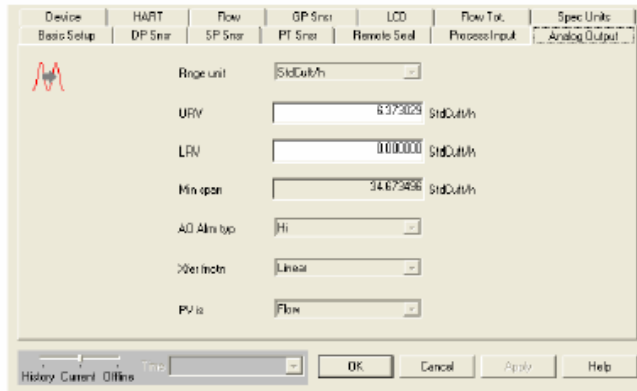 Device HART Flow GP Snsr LCD Flow Tot. Spec Units
Basic Setup DP Snsr SP Snsr PT Snsr Remote Seal Process Input Analog Output
Rnge unit StdCuft/h
URV 6.373029 StdCuft/h
LRV 0.000000 StdCuft/h
Min span 34.673496 StdCuft/h
AO Alm typ Hi
Xfer fnctn Linear
PV is Flow
Time OK Cancel Apply Help
History Current Offline